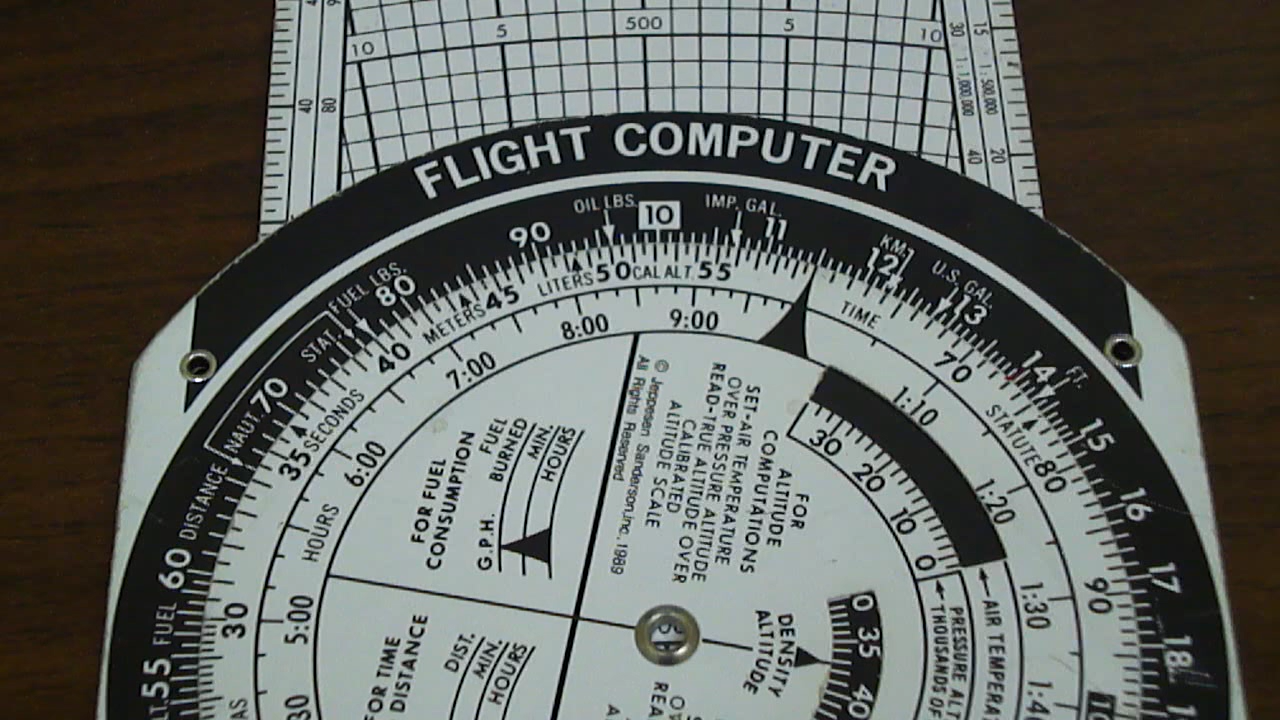 10 5 500 5 10
30 15
1:1,000,000 1:500,000
40 80
40 20
FLIGHT COMPUTER
OIL LBS. 10 IMP. GAL.
90 11
KM. 12 U.S. GAL. 13
FUEL LBS. 80
STAT. 70 NAUT.
14 FT.
15
16
17
18
DISTANCE
60
FUEL
55
LITERS 50 CAL ALT. 55
METERS 45
40
SECONDS
35
30
TIME
70
STATUTE 80
90
HOURS
5:00
6:00
7:00
8:00
9:00
1:10
1:20
1:30
FOR FUEL
CONSUMPTION
FUEL
BURNED
G.P.H. MIN.
HOURS
© Jeppesen Sanderson, Inc. 1989
All Rights Reserved
FOR
ALTITUDE
COMPUTATIONS
SET-AIR TEMPERATURE
OVER PRESSURE ALTITUDE
READ-TRUE ALTITUDE OVER
CALIBRATED ALTITUDE
ALTITUDE SCALE
30
20
10
0
AIR TEMPERA
PRESSURE ALT
THOUSANDS OF
DENSITY
ALTITUDE
0 35
40
FOR TIME
DISTANCE
DIST.
MIN.
HOURS